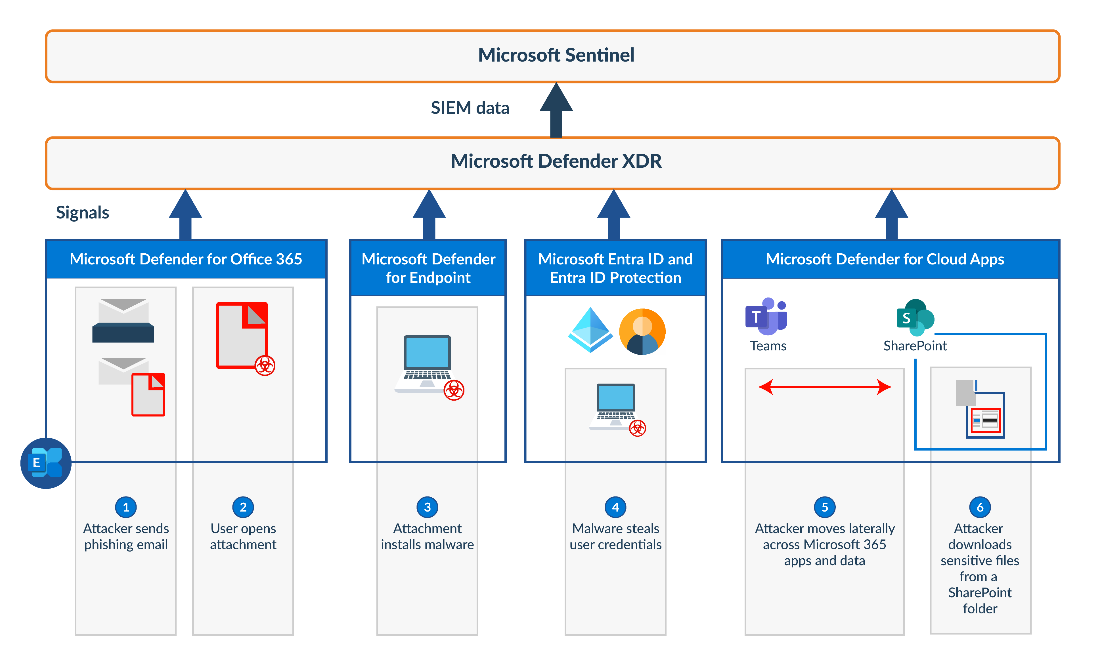 Microsoft Sentinel
SIEM data
Microsoft Defender XDR
Signals
Microsoft Defender for Office 365
Microsoft Defender
for Endpoint
Microsoft Entra ID and
Entra ID Protection
Microsoft Defender for Cloud Apps
T
Teams
S
SharePoint
E
1
Attacker sends
phishing email
2
User opens
attachment
3
Attachment
installs malware
4
Malware steals
user credentials
5
Attacker moves laterally
across Microsoft 365
apps and data
6
Attacker
downloads
sensitive files
from a
SharePoint
folder